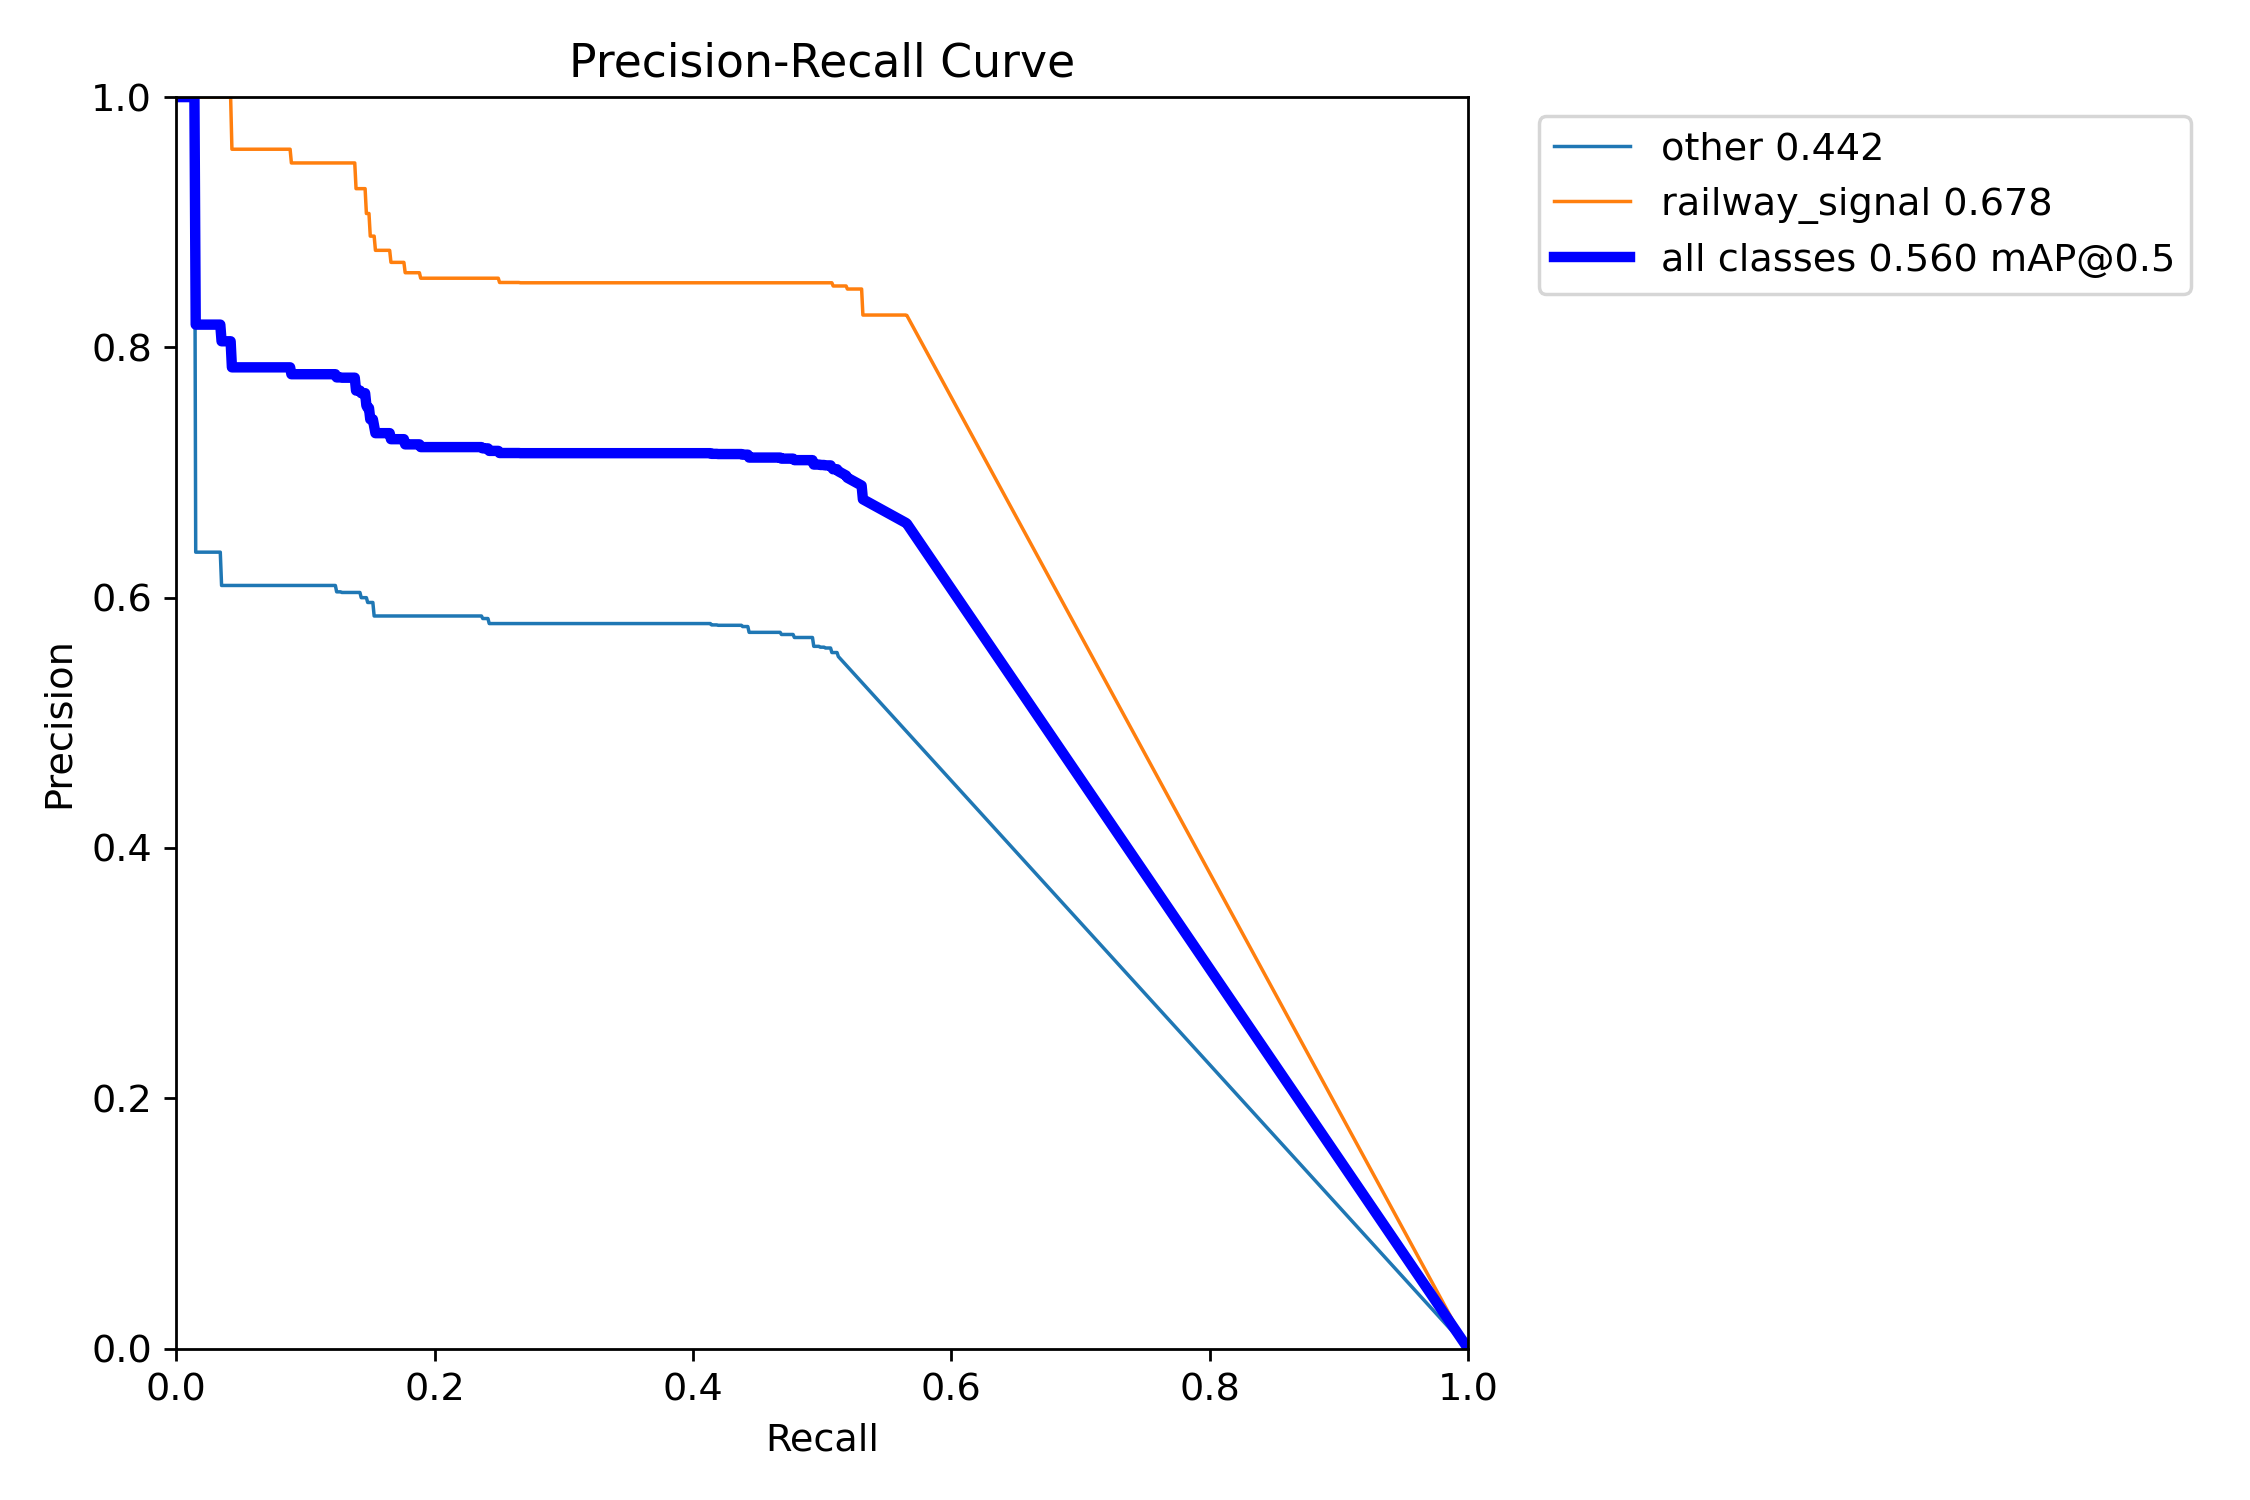 Precision-Recall Curve
other 0.442
railway_signal 0.678
all classes 0.560 mAP@0.5
Precision
1.0
0.8
0.6
0.4
0.2
0.0
0.0 0.2 0.4 0.6 0.8 1.0
Recall